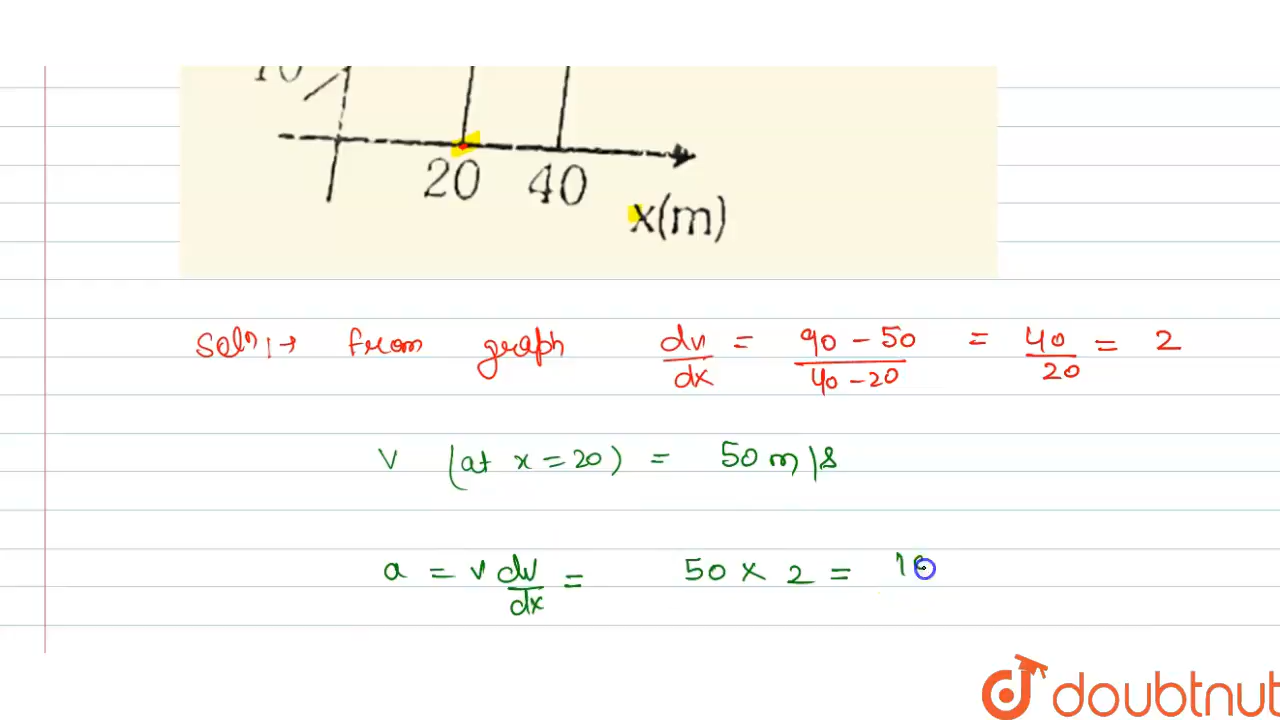 10
20 40
x(m)
Soln :→ from graph dv/dx = 90 - 50 / 40 - 20 = 40/20 = 2
v (at x = 20) = 50 m/s
a = v dv/dx = 50 × 2 = 10
doubtnut